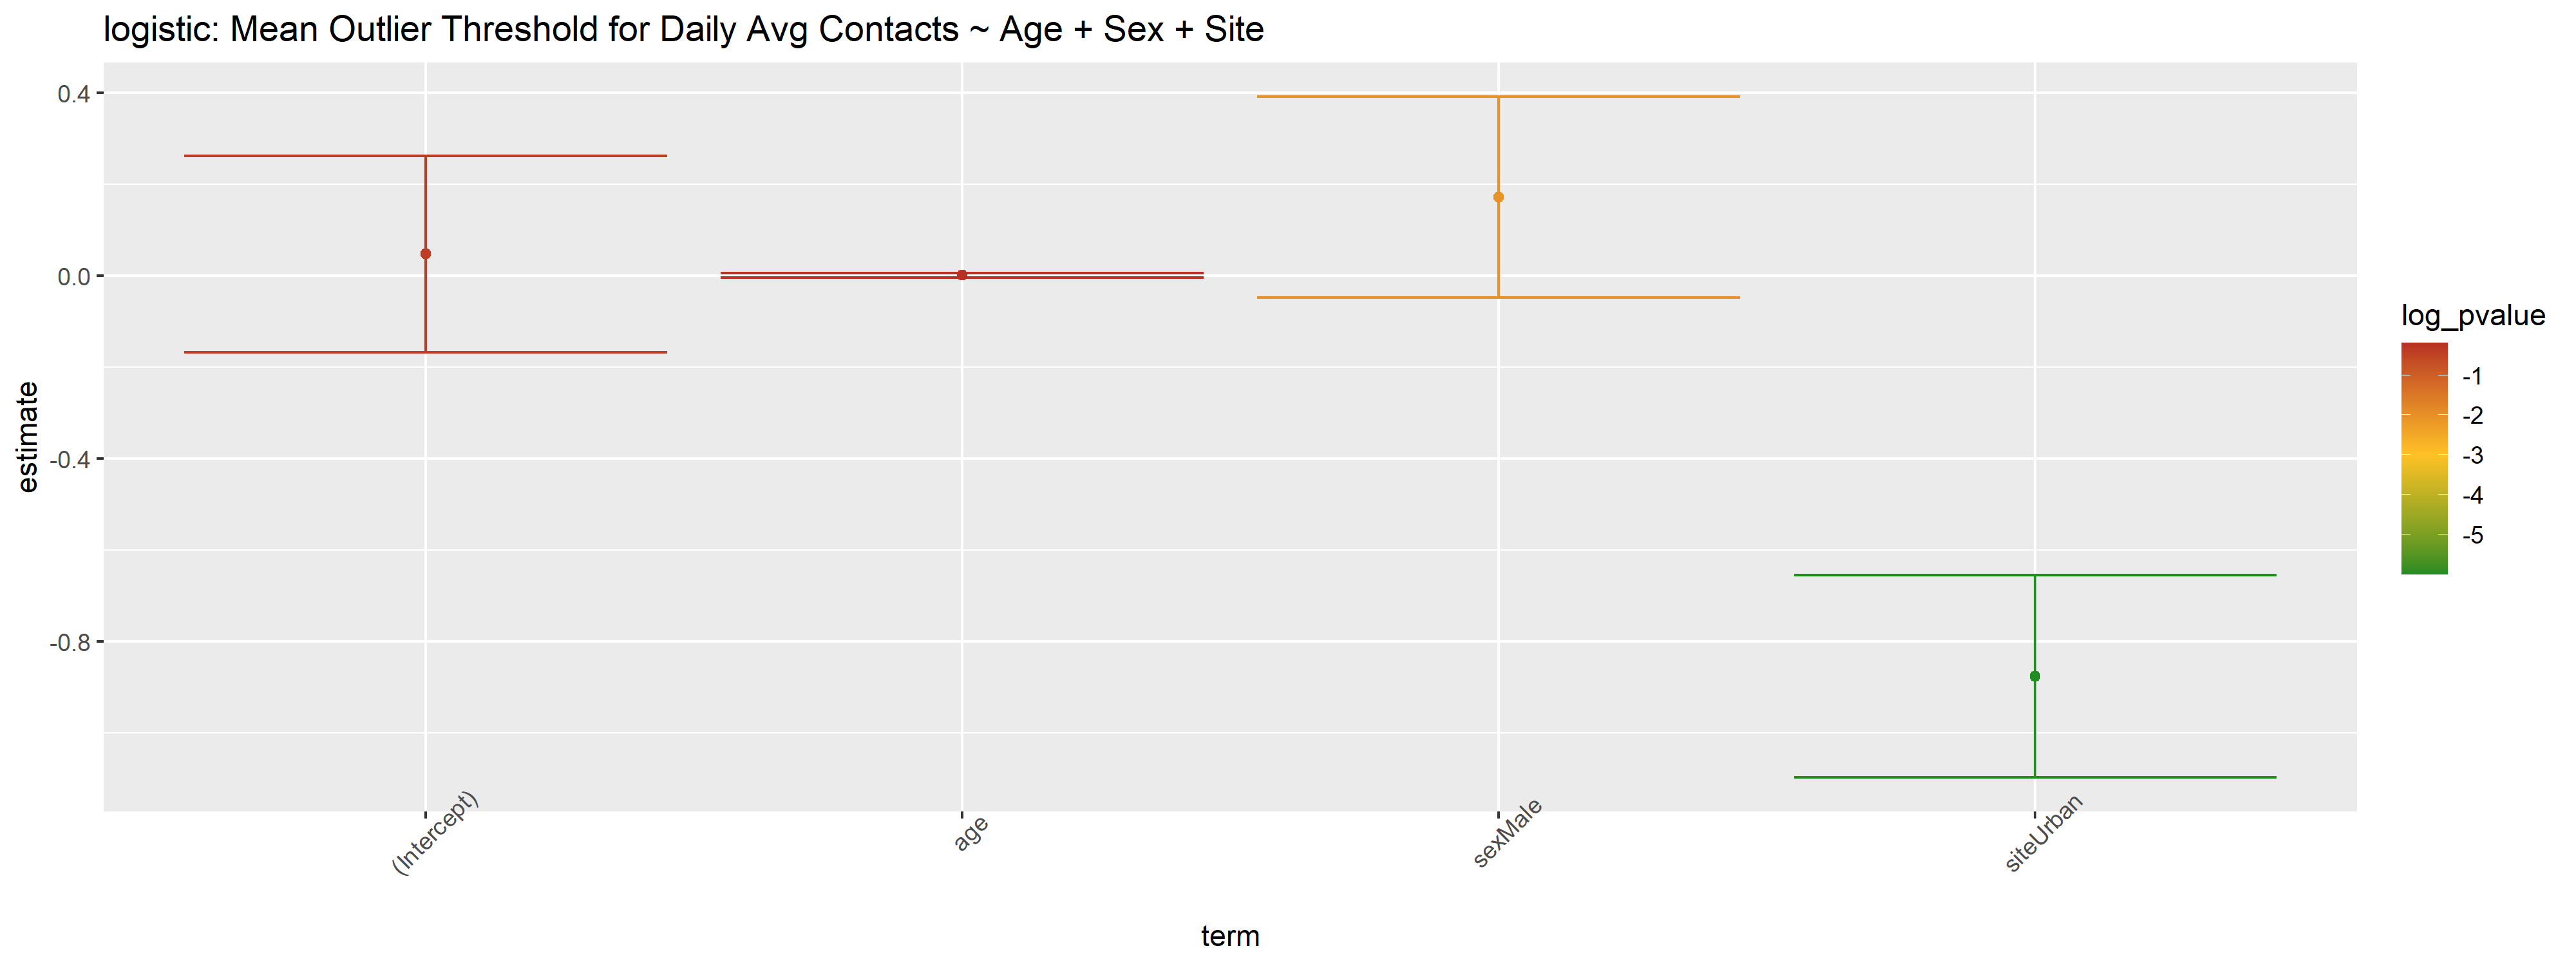 logistic: Mean Outlier Threshold for Daily Avg Contacts ~ Age + Sex + Site
estimate
0.4
0.0
-0.4
-0.8
(Intercept)
age
sexMale
siteUrban
term
log_pvalue
-1
-2
-3
-4
-5